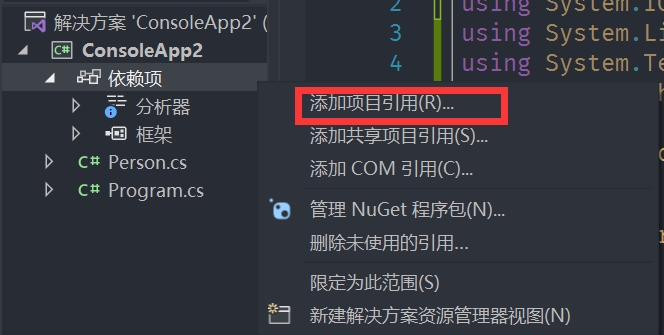 解决方案 'ConsoleApp2' (
ConsoleApp2
依赖项
分析器
框架
Person.cs
Program.cs
2 using System.IO
3 using System.Li
4 using System.Te
添加项目引用(R)...
添加共享项目引用(S)...
添加 COM 引用(C)...
管理 NuGet 程序包(N)...
删除未使用的引用...
限定为此范围(S)
新建解决方案资源管理器视图(N)